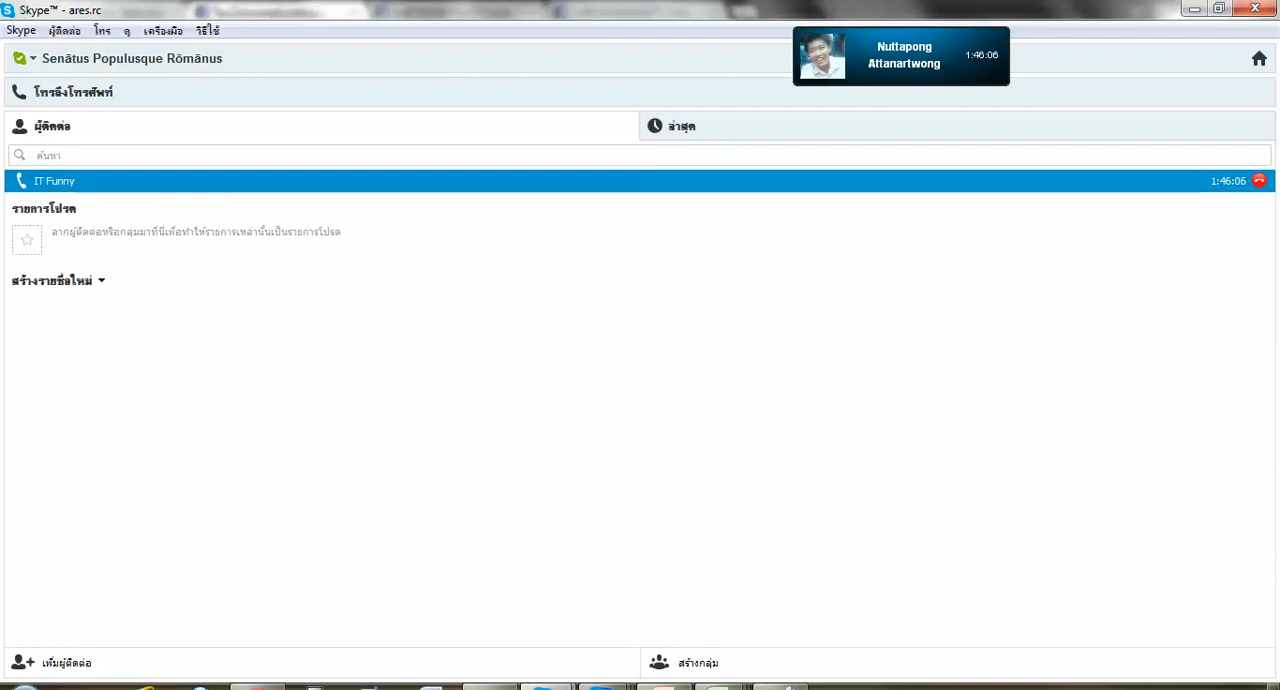 Skype™ - ares.rc
Skype ผู้ติดต่อ โทร ดู เครื่องมือ วิธีใช้
Senātus Populusque Rōmānus
Nuttapong
Attanartwong
1:46:06
โทรถึงโทรศัพท์
ผู้ติดต่อ
ล่าสุด
ค้นหา
IT Funny
1:46:06
รายการโปรด
ลากผู้ติดต่อหรือกลุ่มมาที่นี่เพื่อทำให้รายการเหล่านั้นเป็นรายการโปรด
สร้างรายชื่อใหม่
เพิ่มผู้ติดต่อ
สร้างกลุ่ม